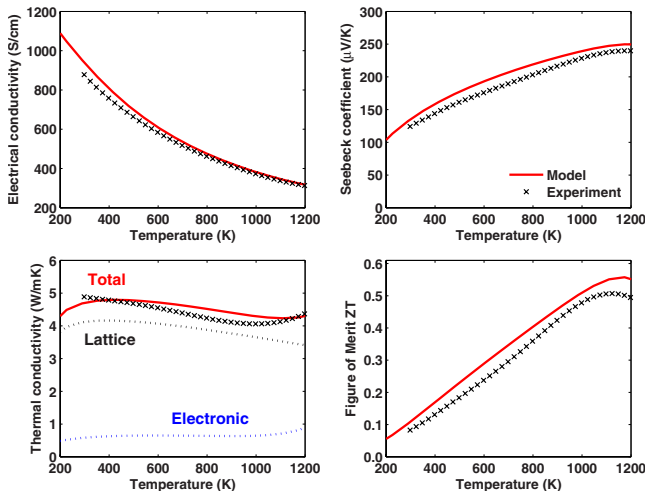 Electrical conductivity (S/cm)
1200
1000
800
600
400
200
200 400 600 800 1000 1200
Temperature (K)
Seebeck coefficient (μV/K)
300
250
200
150
100
50
0
Model
Experiment
200 400 600 800 1000 1200
Temperature (K)
Thermal conductivity (W/mK)
6
5
4
3
2
1
0
Total
Lattice
Electronic
200 400 600 800 1000 1200
Temperature (K)
Figure of Merit ZT
0.6
0.5
0.4
0.3
0.2
0.1
0.0
200 400 600 800 1000 1200
Temperature (K)